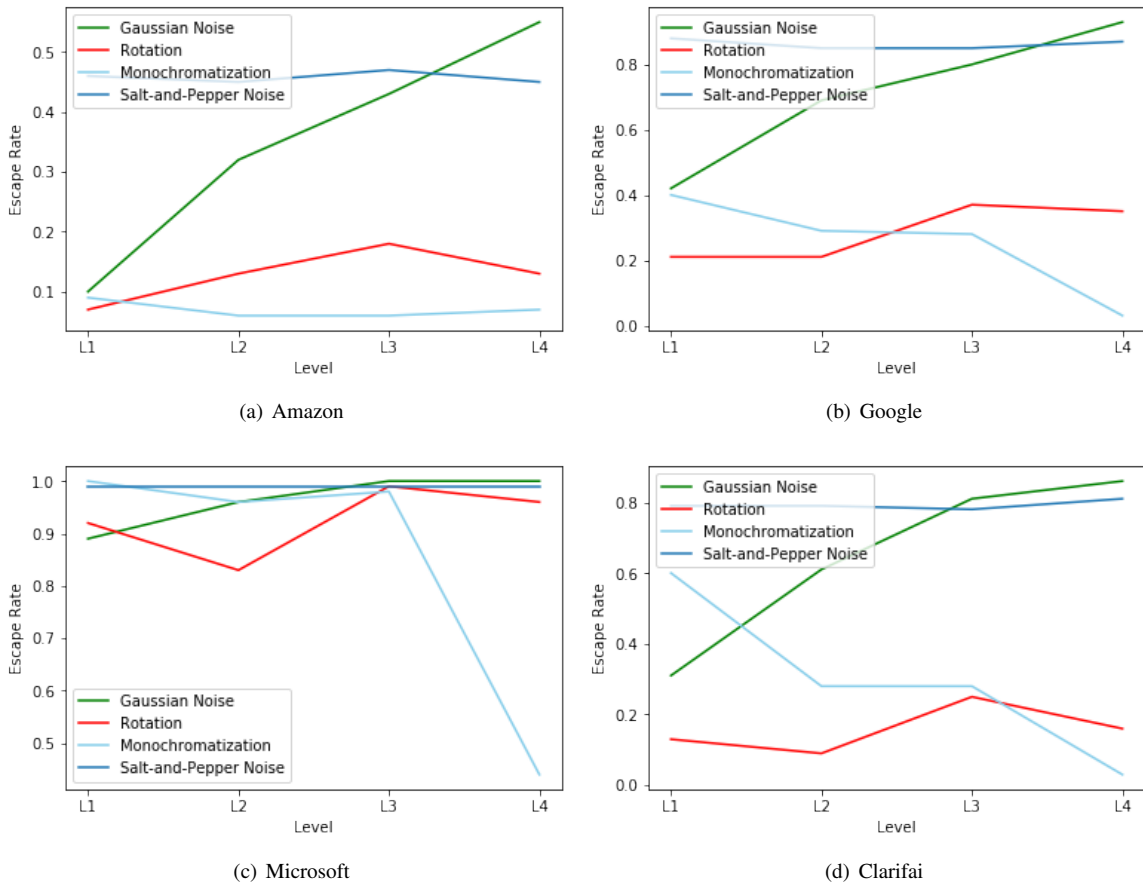 Gaussian Noise
Rotation
Monochromatization
Salt-and-Pepper Noise
0.5
0.4
0.3
0.2
0.1
Escape Rate
L1 L2 L3 L4
Level
(a) Amazon
Gaussian Noise
Rotation
Monochromatization
Salt-and-Pepper Noise
0.8
0.6
0.4
0.2
0.0
Escape Rate
L1 L2 L3 L4
Level
(b) Google
1.0
0.9
0.8
0.7
0.6
0.5
Escape Rate
Gaussian Noise
Rotation
Monochromatization
Salt-and-Pepper Noise
L1 L2 L3 L4
Level
(c) Microsoft
Gaussian Noise
Rotation
Monochromatization
Salt-and-Pepper Noise
0.8
0.6
0.4
0.2
0.0
Escape Rate
L1 L2 L3 L4
Level
(d) Clarifai